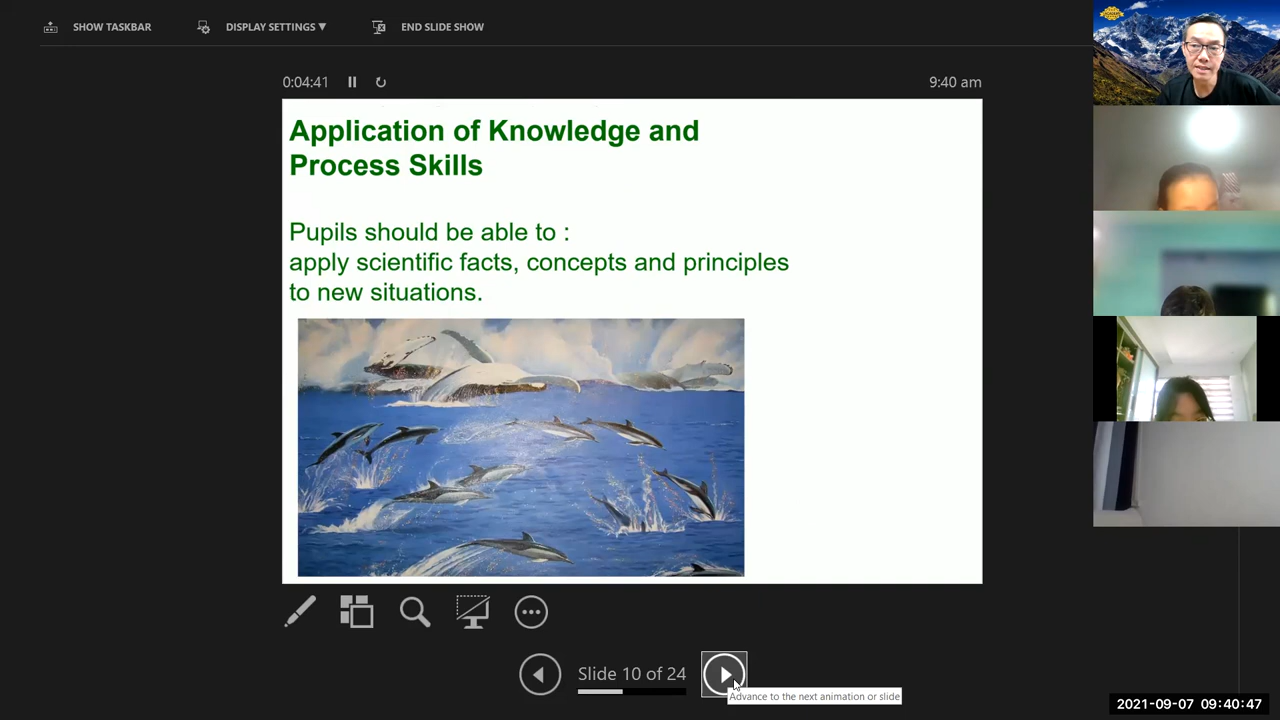 SHOW TASKBAR
DISPLAY SETTINGS ▼
END SLIDE SHOW
0:04:41
9:40 am
Application of Knowledge and
Process Skills
Pupils should be able to :
apply scientific facts, concepts and principles
to new situations.
Slide 10 of 24
Advance to the next animation or slide
2021-09-07 09:40:47